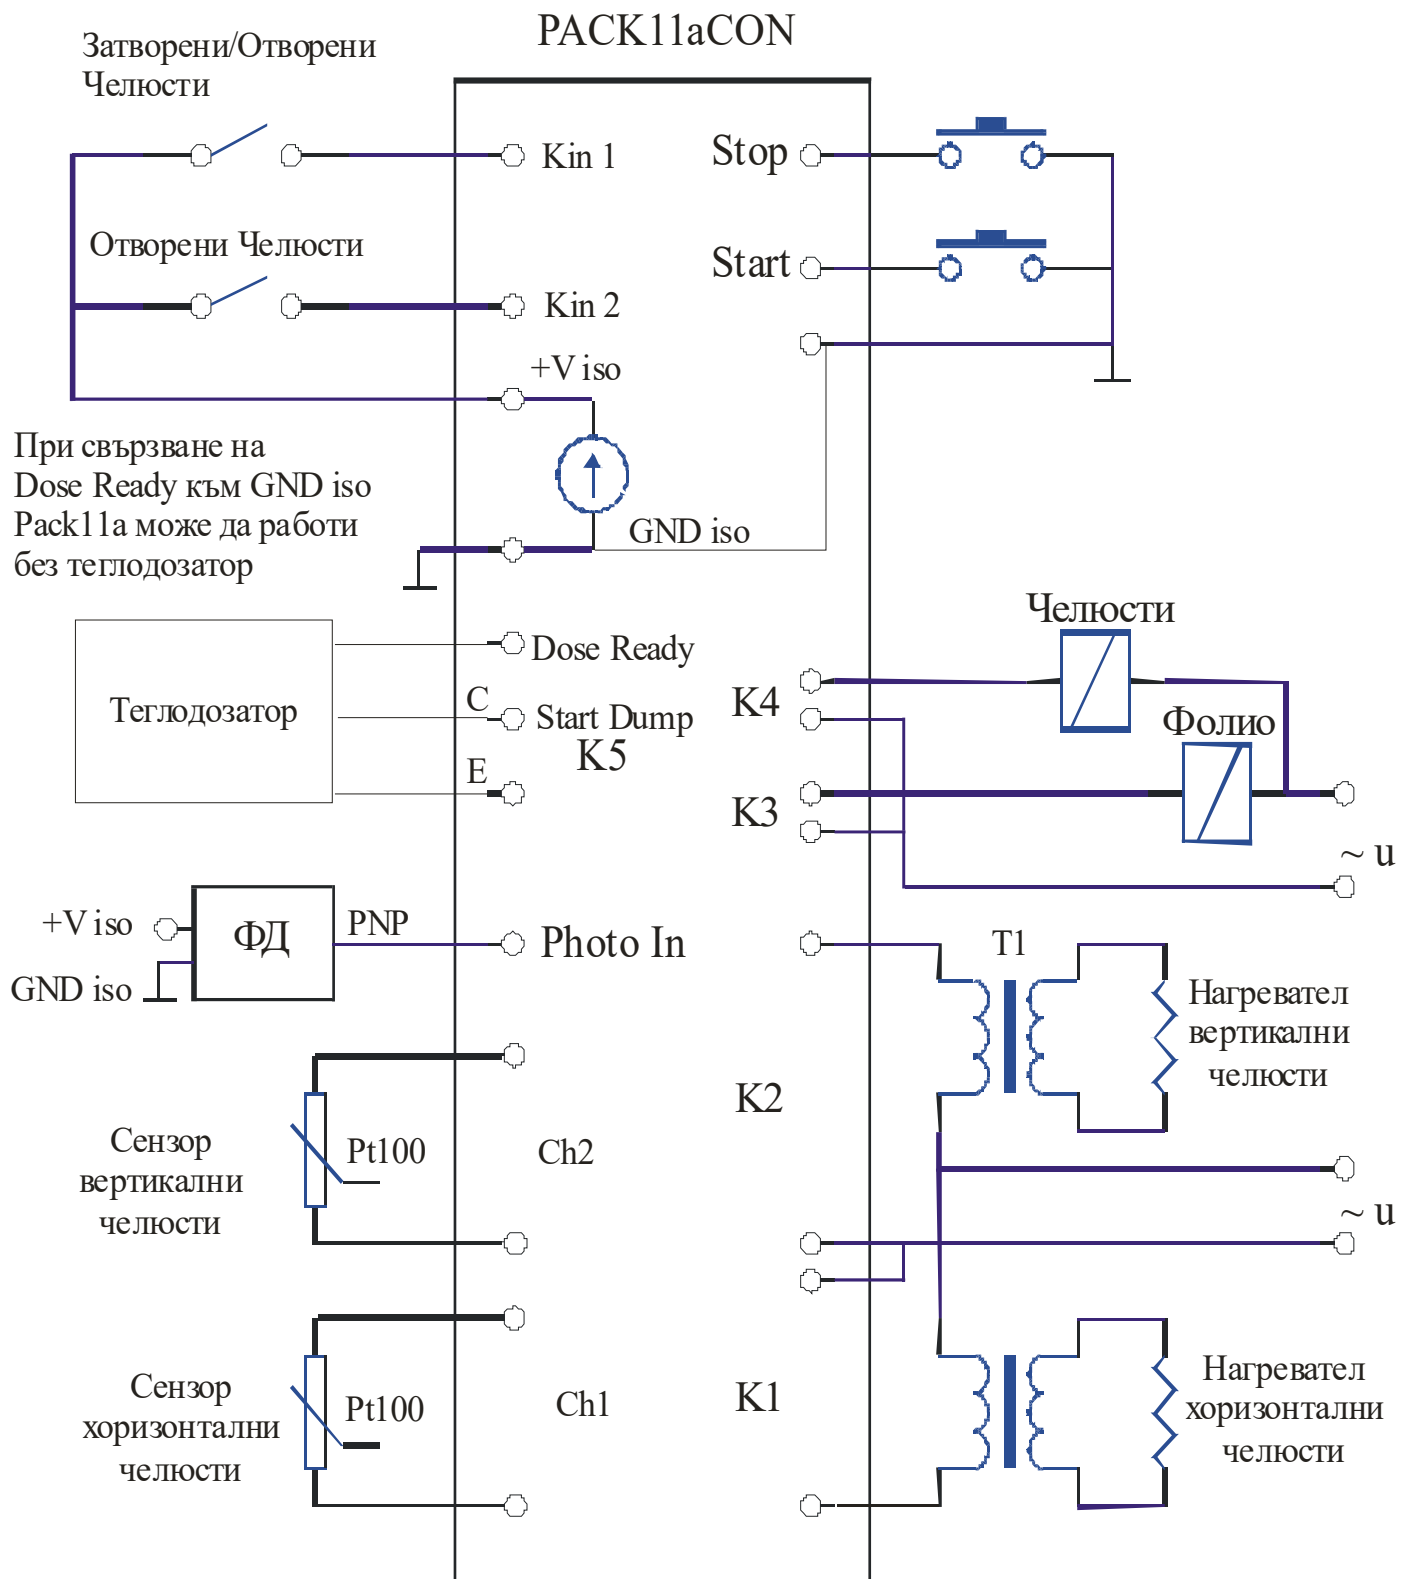 PACK11aCON
Затворени/Отворени
Челюсти
Kin 1
Stop
Отворени Челюсти
Start
Kin 2
+V iso
При свързване на
Dose Ready към GND iso
Pack11a може да работи
без теглодозатор
GND iso
Челюсти
Dose Ready
Теглодозатор
C
Start Dump
K4
Фолио
K5
E
K3
~ u
+V iso
ФД
PNP
Photo In
T1
GND iso
Нагревател
вертикални
челюсти
K2
Сензор
вертикални
челюсти
Pt100
Ch2
~ u
Сензор
хоризонтални
челюсти
Pt100
Ch1
K1
Нагревател
хоризонтални
челюсти